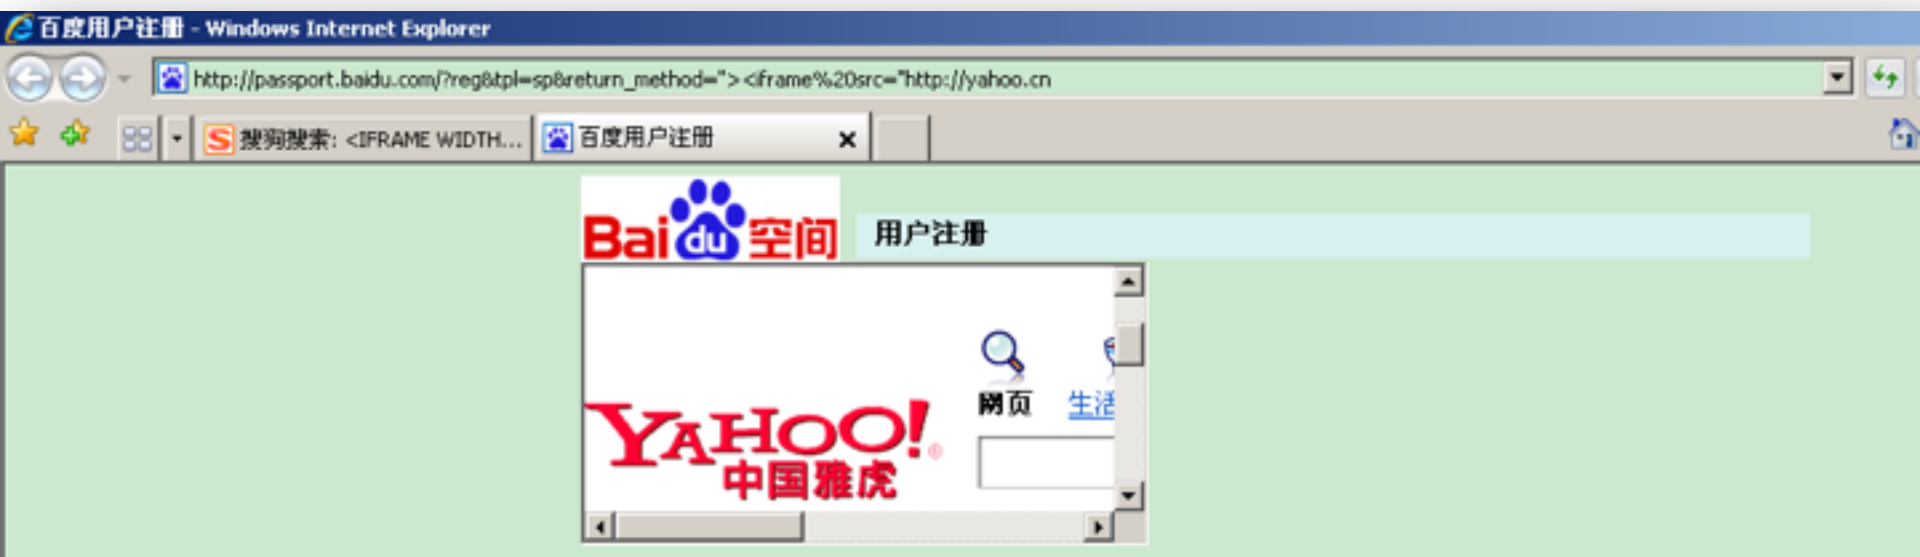 百度用户注册 - Windows Internet Explorer
http://passport.baidu.com/?reg&tpl=sp&return_method="><iframe%20src="http://yahoo.cn
搜狗搜索: <IFRAME WIDTH... 百度用户注册
Bai du 空间 用户注册
网页 生活
YAHOO!
中国雅虎